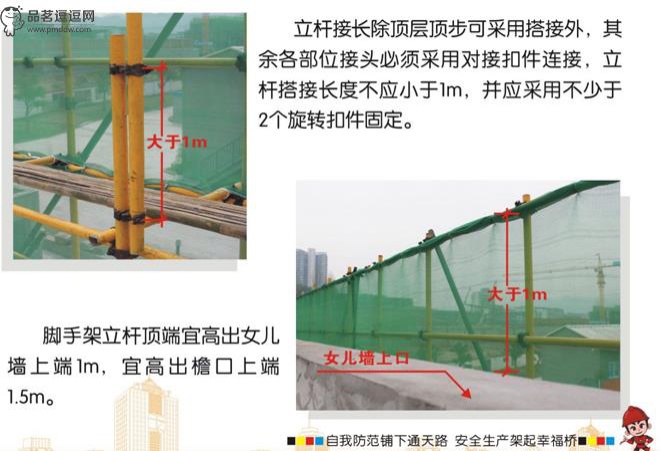 品茗逗逗网
www.pmddw.com
立杆接长除顶层顶步可采用搭接外，其
余各部位接头必须采用对接扣件连接，立
杆搭接长度不应小于1m，并应采用不少于
2个旋转扣件固定。
大于1m
大于1m
女儿墙上口
脚手架立杆顶端宜高出女儿
墙上端1m，宜高出檐口上端
1.5m。
自我防范铺下通天路 安全生产架起幸福桥